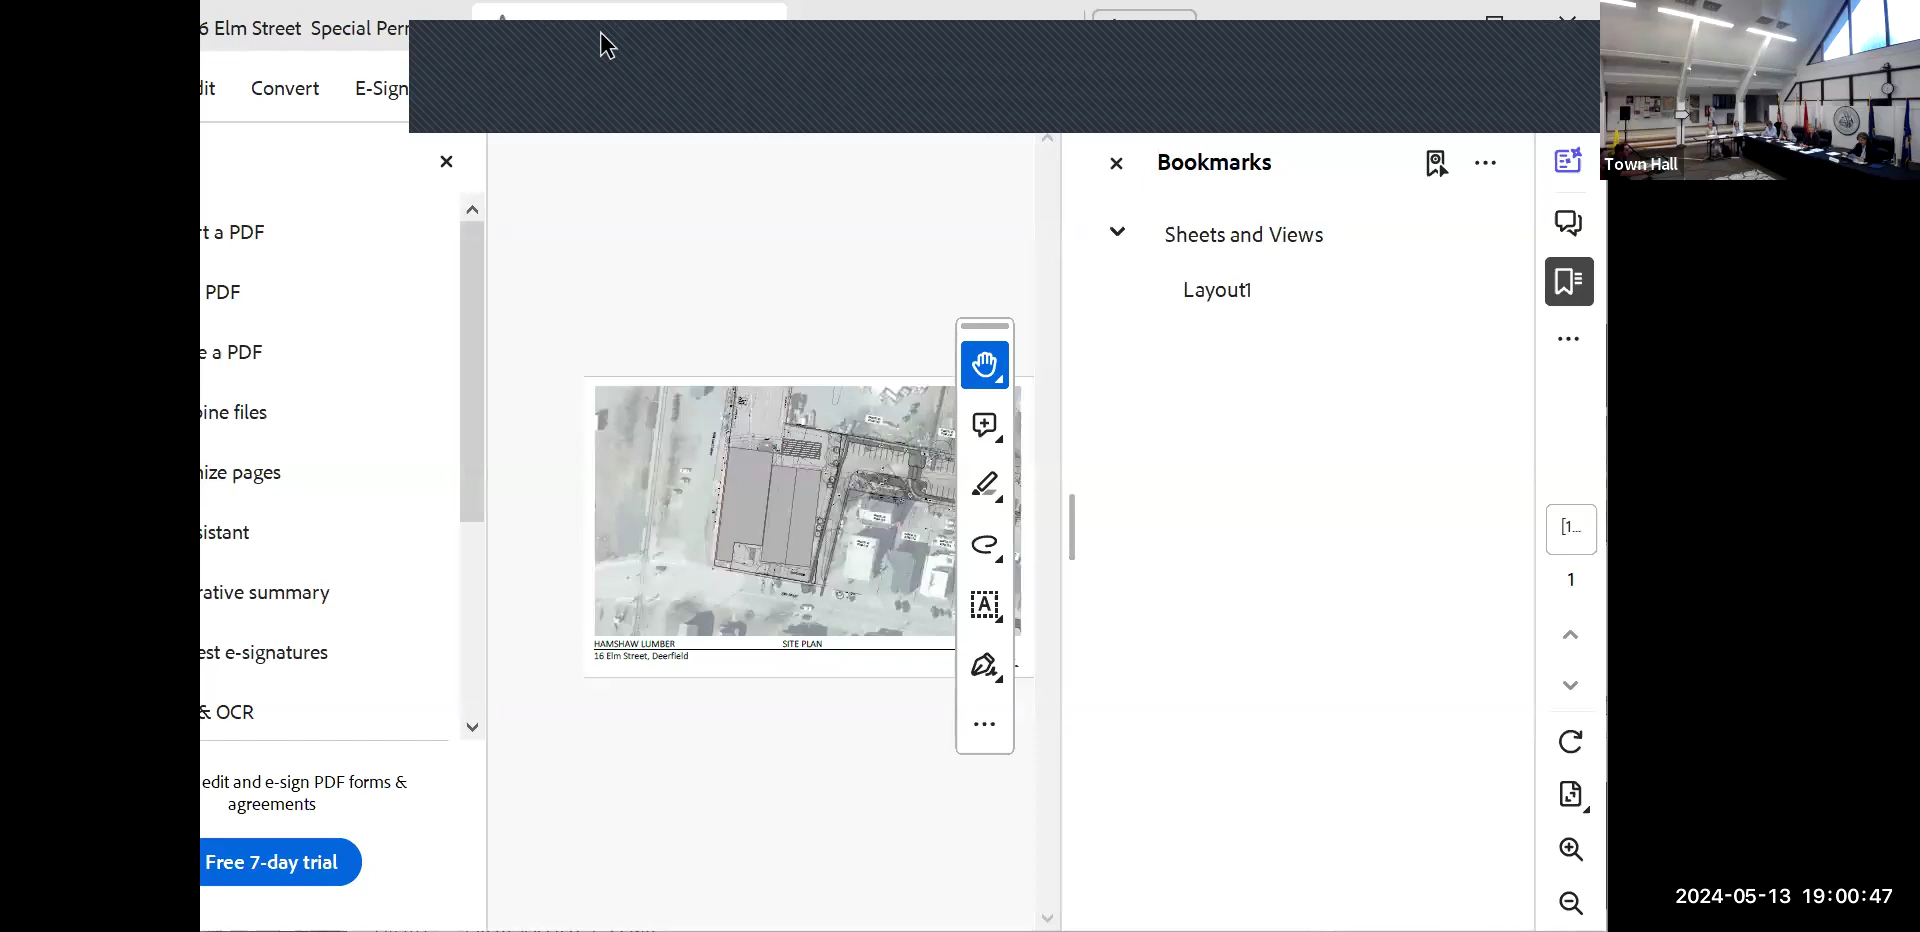 6 Elm Street Special Perr
dit
Convert
E-Sign
t a PDF
PDF
e a PDF
ine files
nize pages
sistant
rative summary
est e-signatures
& OCR
edit and e-sign PDF forms &
agreements
Free 7-day trial
HAMSHAW LUMBER
SITE PLAN
16 Elm Street, Deerfield
Bookmarks
Sheets and Views
Layout1
[1...
1
Town Hall
2024-05-13 19:00:47